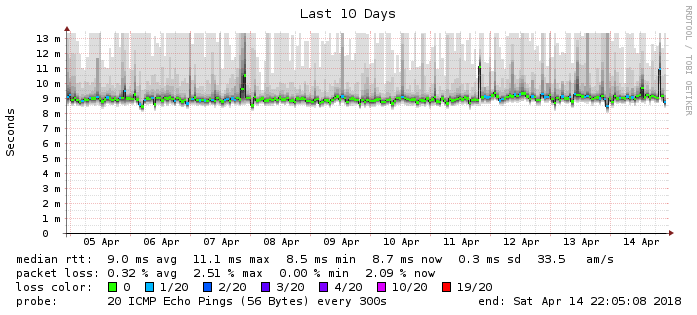 Last 10 Days
RRDTOOL / TOBI OETIKER
Seconds
13 m
12 m
11 m
10 m
9 m
8 m
7 m
6 m
5 m
4 m
3 m
2 m
1 m
0
05 Apr 06 Apr 07 Apr 08 Apr 09 Apr 10 Apr 11 Apr 12 Apr 13 Apr 14 Apr
median rtt: 9.0 ms avg 11.1 ms max 8.5 ms min 8.7 ms now 0.3 ms sd 33.5 am/s
packet loss: 0.32 % avg 2.51 % max 0.00 % min 2.09 % now
loss color: 0 1/20 2/20 3/20 4/20 10/20 19/20
probe: 20 ICMP Echo Pings (56 Bytes) every 300s end: Sat Apr 14 22:05:08 2018